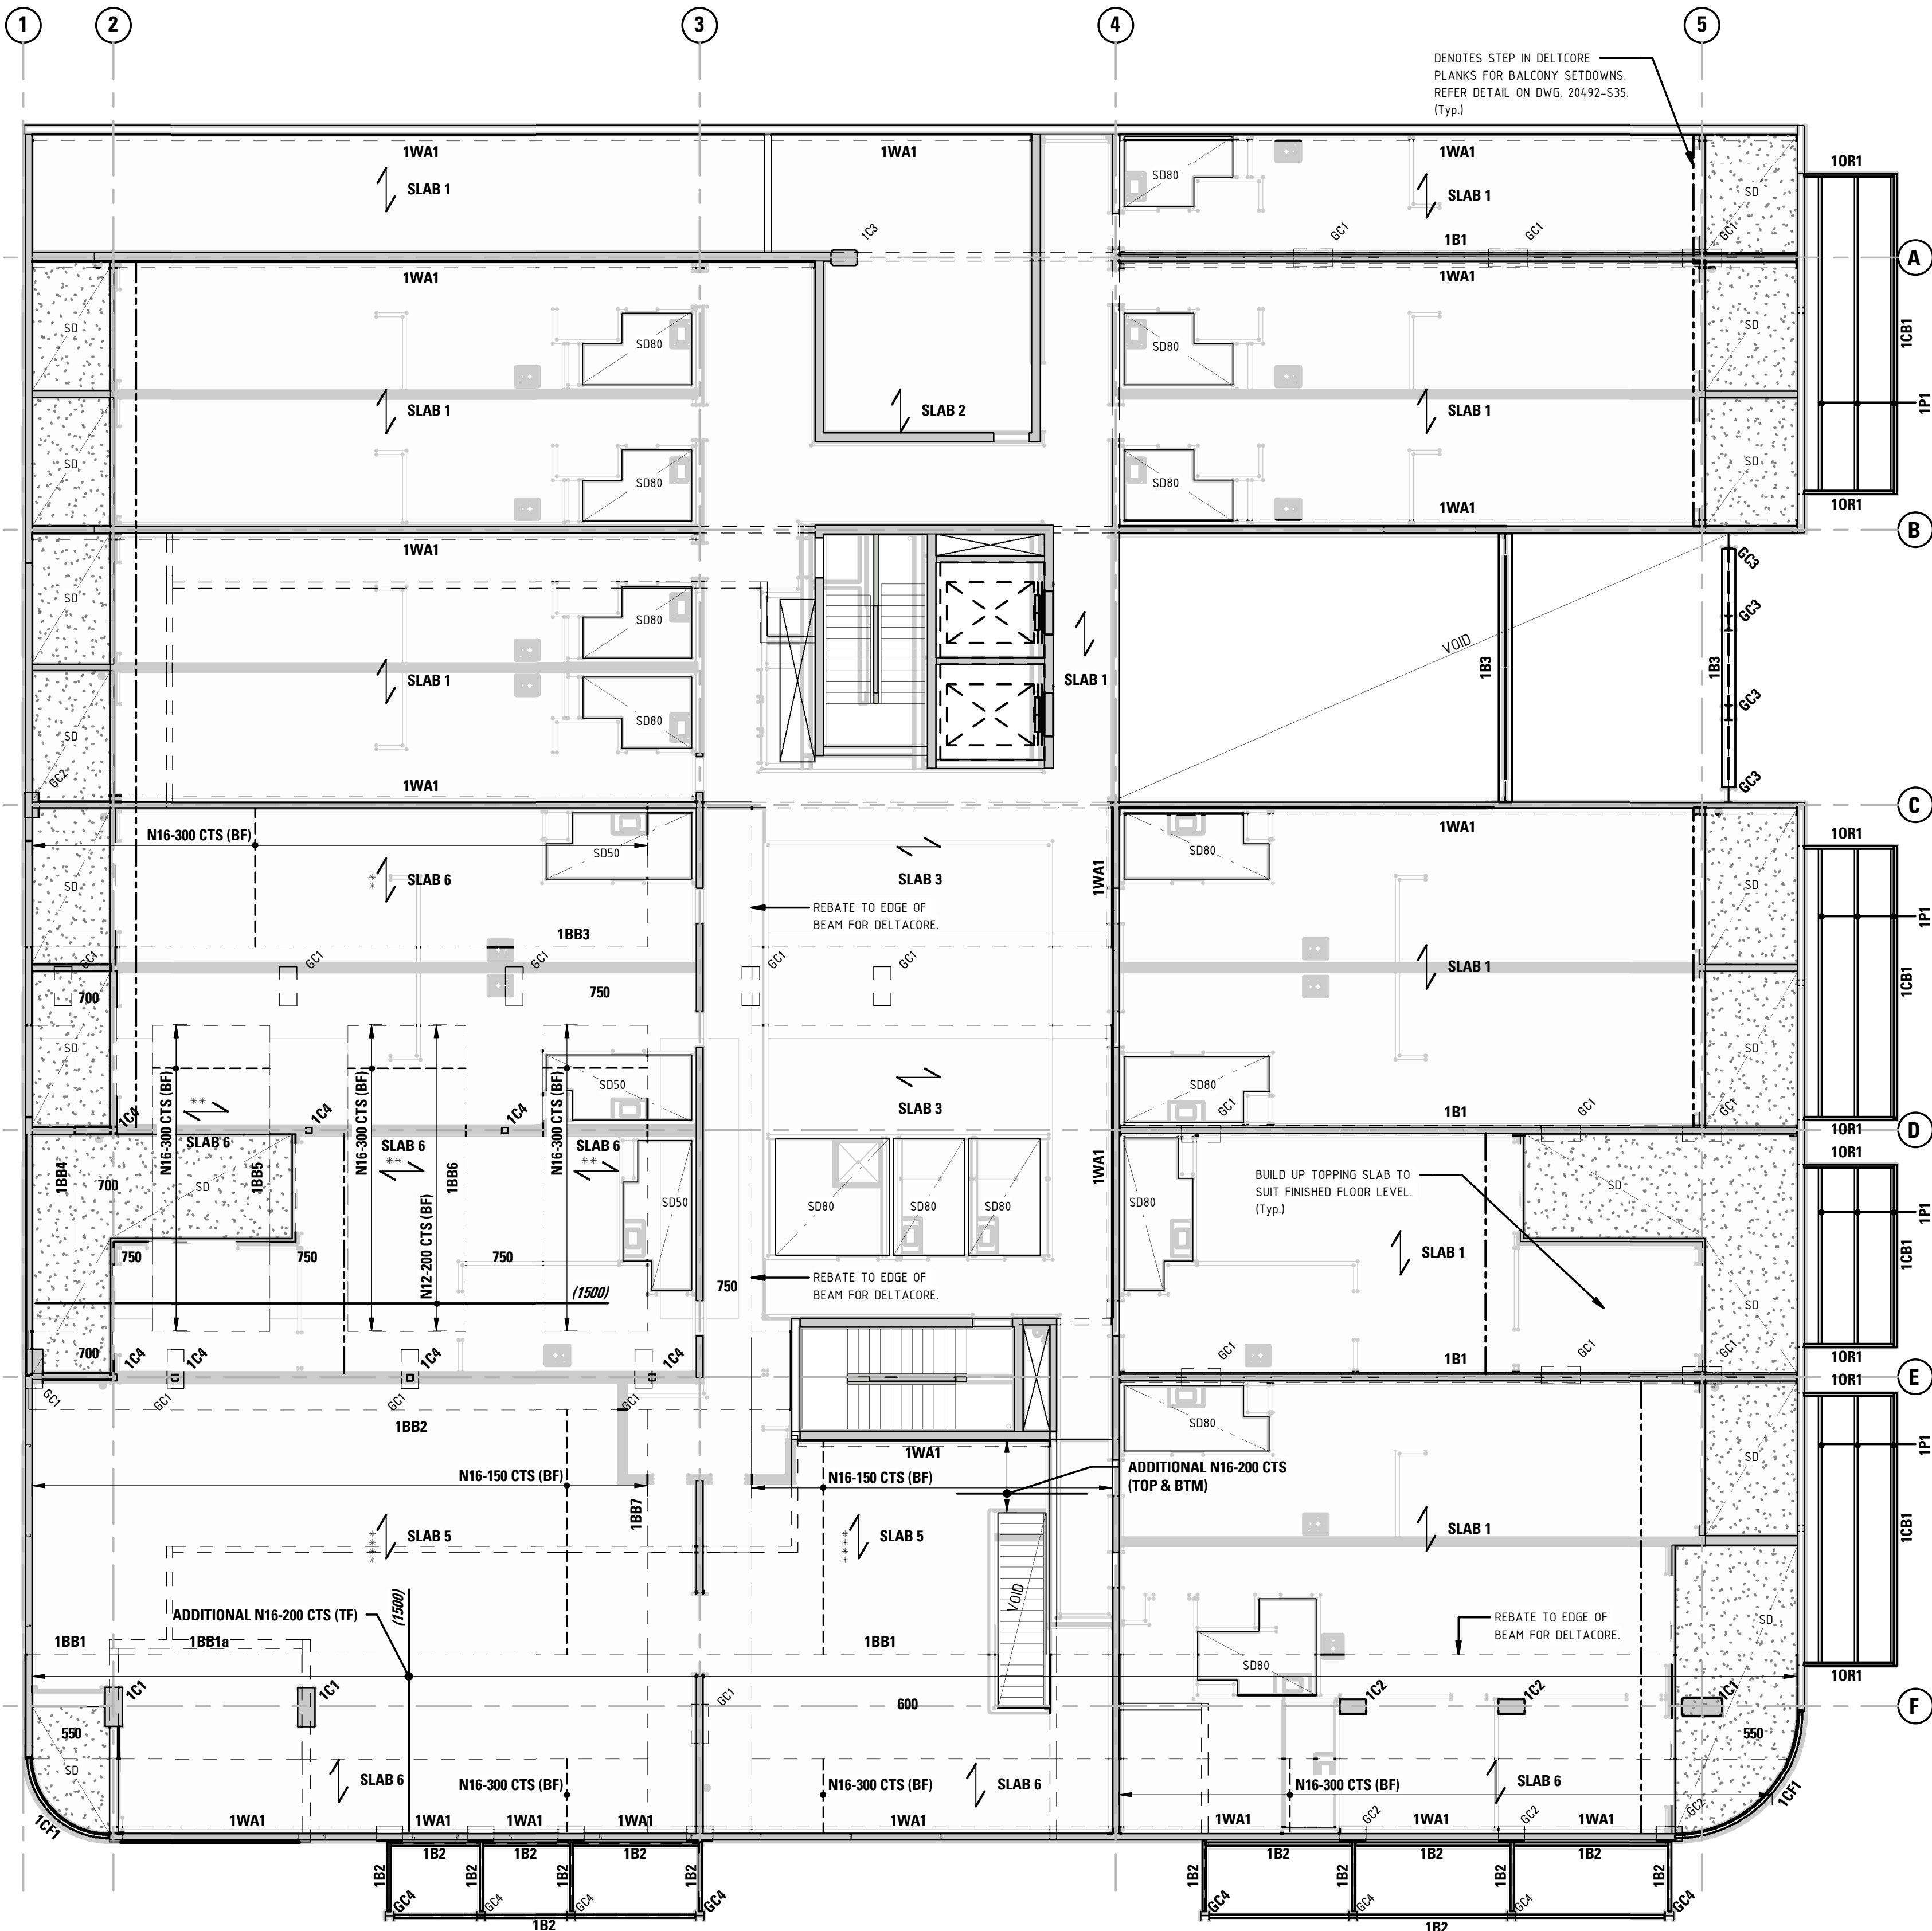 1
2
3
4
5
DENOTES STEP IN DELTCORE
PLANKS FOR BALCONY SETDOWNS.
REFER DETAIL ON DWG. 20492-S35.
(Typ.)
1WA1
1WA1
1WA1
10R1
SLAB 1
SD80
SLAB 1
SD
1C3
GC1
GC1
GC1
1B1
A
1WA1
1WA1
SD
SD80
SD80
SD
1CB1
SLAB 1
SLAB 2
SLAB 1
1P1
SD
SD80
SD80
SD
1WA1
10R1
B
1WA1
GC3
SD
SD80
GC3
VOID
SLAB 1
SLAB 1
1B3
1B3
SD
SD80
GC3
GC2
1WA1
GC3
C
N16-300 CTS (BF)
SD50
SD80
1WA1
10R1
SLAB 3
1WA1
**
SLAB 6
SD
SD
REBATE TO EDGE OF
BEAM FOR DELTACORE.
1P1
1BB3
GC1
GC1
GC1
GC1
GC1
SLAB 1
700
750
1CB1
SD
SD
N16-300 CTS (BF)
N16-300 CTS (BF)
N16-300 CTS (BF)
SD50
SLAB 3
SD80
**
1C4
1C4
1C4
GC1
GC1
GC1
1B1
10R1
D
SLAB 6
SLAB 6
**
SLAB 6
**
10R1
1BB4
1BB5
1BB6
1WA1
700
SD
SD50
SD80
SD80
SD80
SD80
BUILD UP TOPPING SLAB TO
SUIT FINISHED FLOOR LEVEL.
(Typ.)
SD
1P1
750
750
750
SLAB 1
1CB1
N12-200 CTS (BF)
(1500)
750
REBATE TO EDGE OF
BEAM FOR DELTACORE.
SD
700
1C4
1C4
1C4
GC1
GC1
GC1
1B1
10R1
E
GC1
GC1
GC1
GC1
10R1
1BB2
SD80
1WA1
1P1
N16-150 CTS (BF)
N16-150 CTS (BF)
ADDITIONAL N16-200 CTS
(TOP & BTM)
SD
1BB7
****
SLAB 5
****
SLAB 5
SLAB 1
1CB1
VOID
(1500)
ADDITIONAL N16-200 CTS (TF)
REBATE TO EDGE OF
BEAM FOR DELTACORE.
SD
1BB1
1BB1a
1BB1
SD80
10R1
1C1
1C1
GC1
600
1C2
1C2
1C1
F
550
550
SD
SLAB 6
N16-300 CTS (BF)
N16-300 CTS (BF)
SLAB 6
N16-300 CTS (BF)
SLAB 6
1CF1
1WA1
1WA1
1WA1
1WA1
1WA1
1WA1
GC2
1WA1
GC2
1WA1
GC2
1CF1
1B2
1B2
1B2
1B2
1B2
1B2
1B2
1B2
1B2
1B2
1B2
1B2
1B2
1B2
GC4
GC4
GC4
GC4
GC4
GC4
GC4
GC4
1B2
1B2